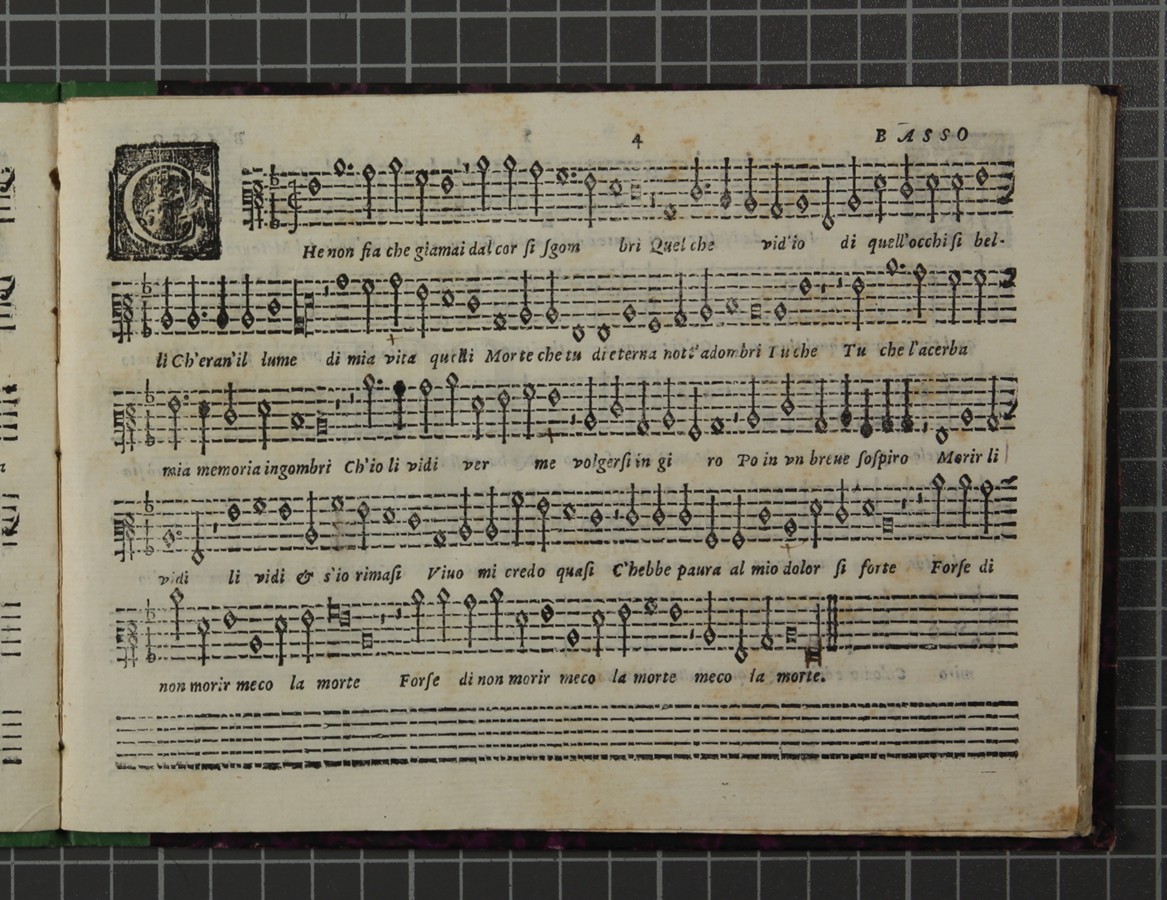 4 BASSO
C
He non fia che giamai dal cor si ſgom bri Quel che vid'io di quell'occhi ſi bel-
li Ch'eran'il lume di mia vita quelli Morte che tu di eterna nott'adombri Tu che Tu che l'acerba
mia memoria ingombri Ch'io li vidi ver me volgerſi in gi ro Po in vn breue ſoſpiro Morir li
vidi li vidi & s'io rimaſi Viuo mi credo quaſi C'hebbe paura al mio dolor ſi forte Forſe di
non morir meco la morte Forſe di non morir meco la morte meco la morte.